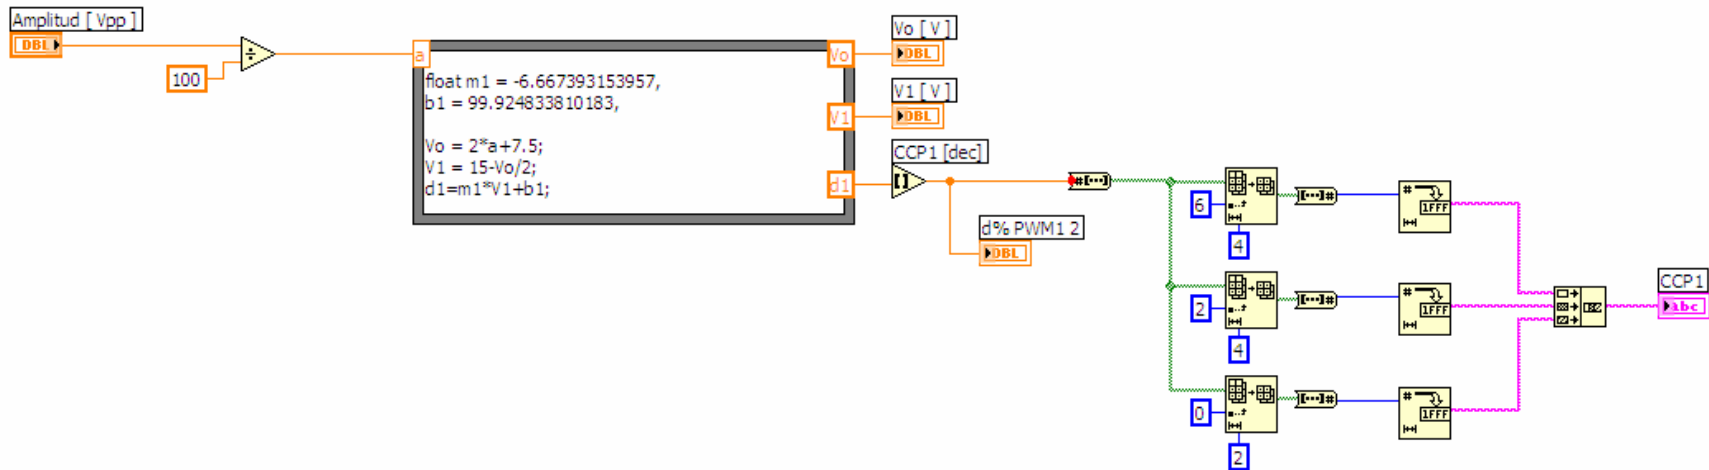 Amplitud [ Vpp ]
DBL
÷
100
a
float m1 = -6.667393153957,
b1 = 99.924833810183,
Vo = 2*a+7.5;
V1 = 15-Vo/2;
d1=m1*V1+b1;
Vo
V1
d1
Vo [ V ]
DBL
V1 [ V ]
DBL
CCP1 [dec]
[]
d% PWM1 2
DBL
#[...]
6
4
[...]#
#
1FFF
2
4
[...]#
#
1FFF
0
2
[...]#
#
1FFF
CCP1
abc